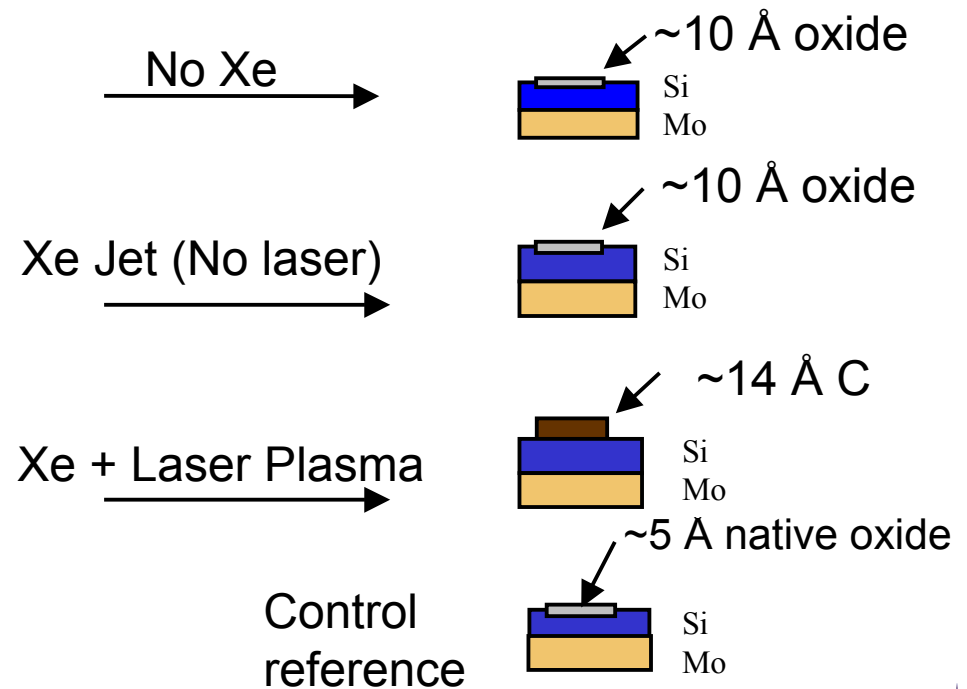 No Xe
~10 Å oxide
Si
Mo
Xe Jet (No laser)
~10 Å oxide
Si
Mo
Xe + Laser Plasma
~14 Å C
Si
Mo
Control
reference
~5 Å native oxide
Si
Mo